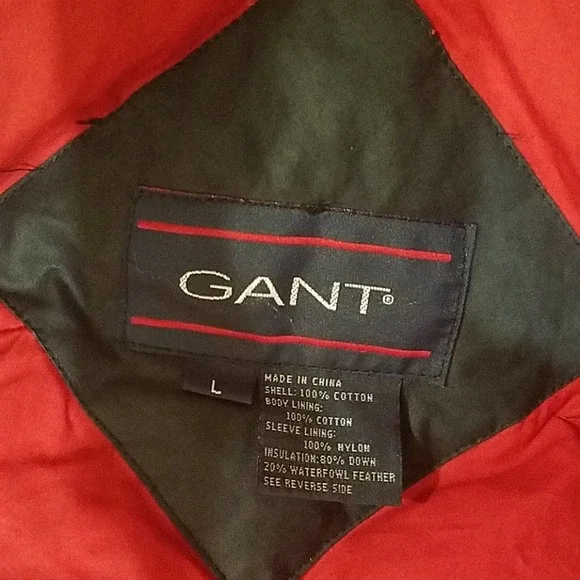 GANT®
L
MADE IN CHINA
SHELL: 100% COTTON
BODY LINING:
100% COTTON
SLEEVE LINING:
100% NYLON
INSULATION: 80% DOWN
20% WATERFOWL FEATHER
SEE REVERSE SIDE